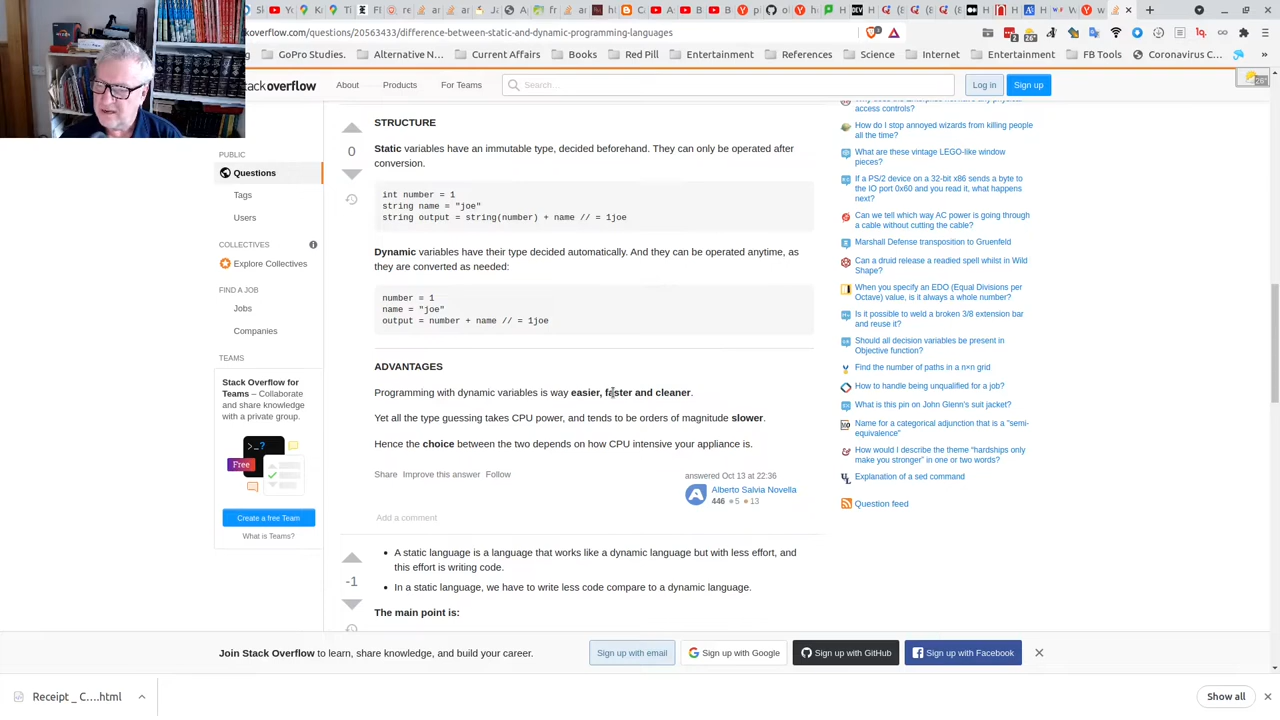 koverflow.com/questions/20563433/difference-between-static-and-dynamic-programming-languages
GoPro Studies.
Alternative N...
Current Affairs
Books
Red Pill
Entertainment
References
Science
Internet
Entertainment
FB Tools
Coronavirus C...
»
ckoverflow
About
Products
For Teams
Search...
Log in
Sign up
PUBLIC
Questions
Tags
Users
COLLECTIVES
Explore Collectives
FIND A JOB
Jobs
Companies
TEAMS
Stack Overflow for
Teams – Collaborate
and share knowledge
with a private group.
Free
Create a free Team
What is Teams?
0
STRUCTURE
Static variables have an immutable type, decided beforehand. They can only be operated after
conversion.
int number = 1
string name = "joe"
string output = string(number) + name // = 1joe
Dynamic variables have their type decided automatically. And they can be operated anytime, as
they are converted as needed:
number = 1
name = "joe"
output = number + name // = 1joe
ADVANTAGES
Programming with dynamic variables is way easier, faster and cleaner.
Yet all the type guessing takes CPU power, and tends to be orders of magnitude slower.
Hence the choice between the two depends on how CPU intensive your appliance is.
Share Improve this answer Follow
answered Oct 13 at 22:36
Alberto Salvia Novella
446 5 13
Add a comment
-1
• A static language is a language that works like a dynamic language but with less effort, and
this effort is writing code.
• In a static language, we have to write less code compare to a dynamic language.
The main point is:
access controls?
How do I stop annoyed wizards from killing people
all the time?
What are these vintage LEGO-like window
pieces?
If a PS/2 device on a 32-bit x86 sends a byte to
the IO port 0x60 and you read it, what happens
next?
Can we tell which way AC power is going through
a cable without cutting the cable?
Marshall Defense transposition to Gruenfeld
Can a druid release a readied spell whilst in Wild
Shape?
When you specify an EDO (Equal Divisions per
Octave) value, is it always a whole number?
Is it possible to weld a broken 3/8 extension bar
and reuse it?
Should all decision variables be present in
Objective function?
Find the number of paths in a n×n grid
How to handle being unqualified for a job?
What is this pin on John Glenn's suit jacket?
Name for a categorical adjunction that is a "semi-
equivalence"
How would I describe the theme “hardships only
make you stronger” in one or two words?
Explanation of a sed command
Question feed
Join Stack Overflow to learn, share knowledge, and build your career.
Sign up with email
Sign up with Google
Sign up with GitHub
Sign up with Facebook
Receipt _ C....html
Show all